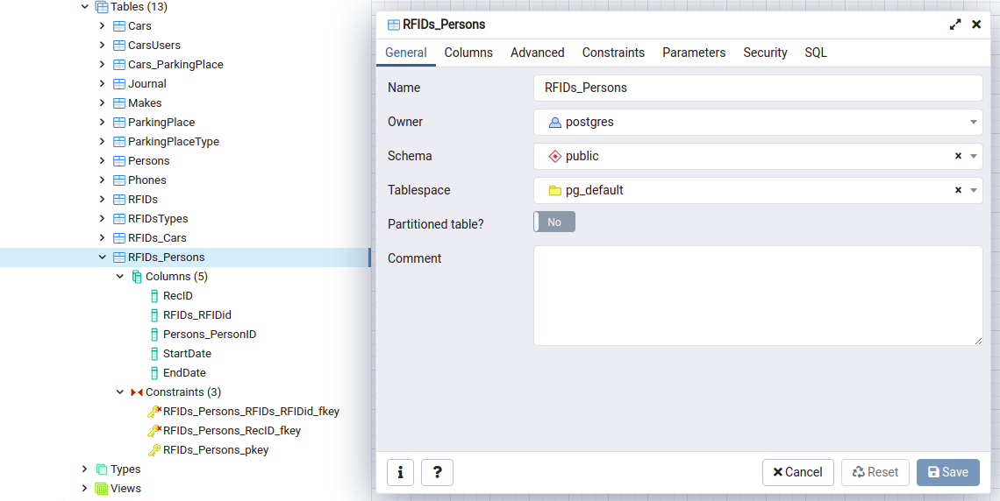 Tables (13)
Cars
CarsUsers
Cars_ParkingPlace
Journal
Makes
ParkingPlace
ParkingPlaceType
Persons
Phones
RFIDs
RFIDsTypes
RFIDs_Cars
RFIDs_Persons
Columns (5)
RecID
RFIDs_RFIDid
Persons_PersonID
StartDate
EndDate
Constraints (3)
RFIDs_Persons_RFIDs_RFIDid_fkey
RFIDs_Persons_RecID_fkey
RFIDs_Persons_pkey
Types
Views
RFIDs_Persons
General Columns Advanced Constraints Parameters Security SQL
Name RFIDs_Persons
Owner postgres
Schema public
Tablespace pg_default
Partitioned table? No
Comment
i ? Cancel Reset Save